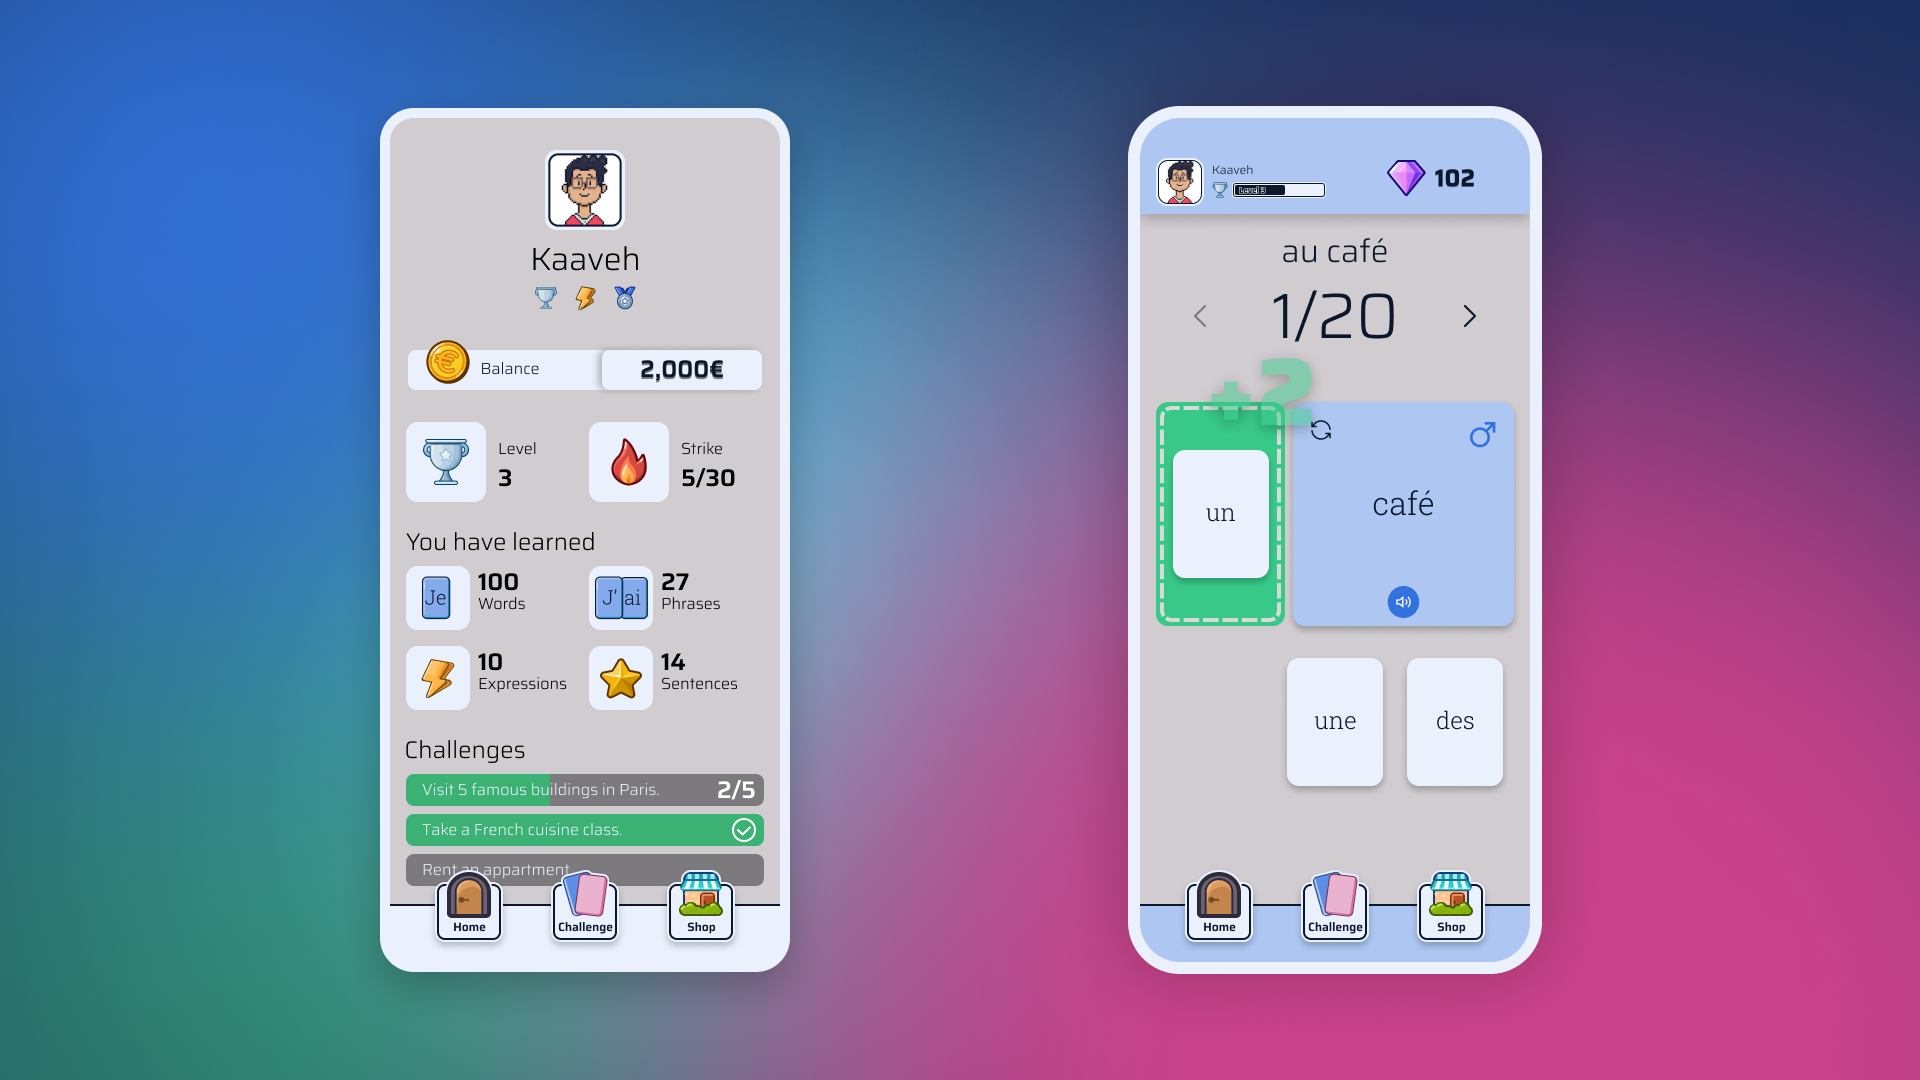 Kaaveh
Balance
2,000€
Level
3
Strike
5/30
You have learned
Je
100
Words
J' ai
27
Phrases
10
Expressions
14
Sentences
Challenges
Visit 5 famous buildings in Paris.
2/5
Take a French cuisine class.
Rent an appartment
Home
Challenge
Shop
Kaaveh
Level 3
102
au café
1/20
+2
un
café
une
des
Home
Challenge
Shop